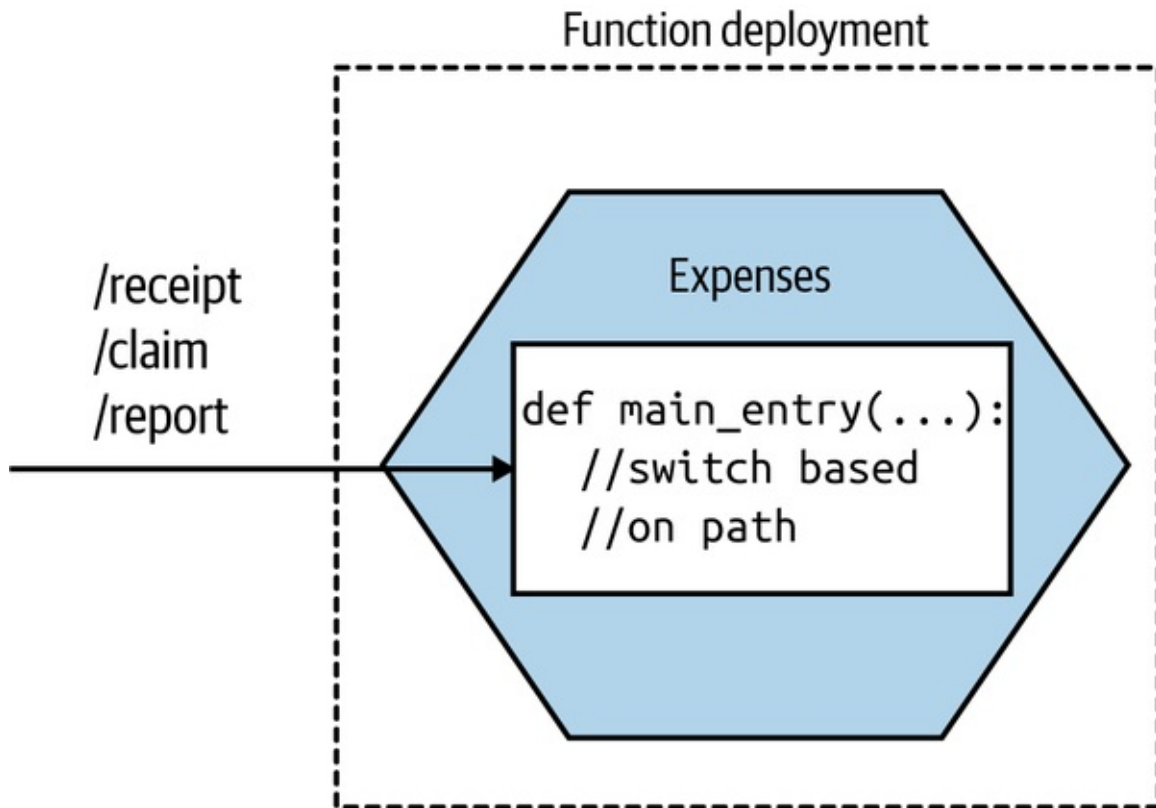 Function deployment
/receipt
/claim
/report
Expenses
def main_entry(...):
//switch based
//on path